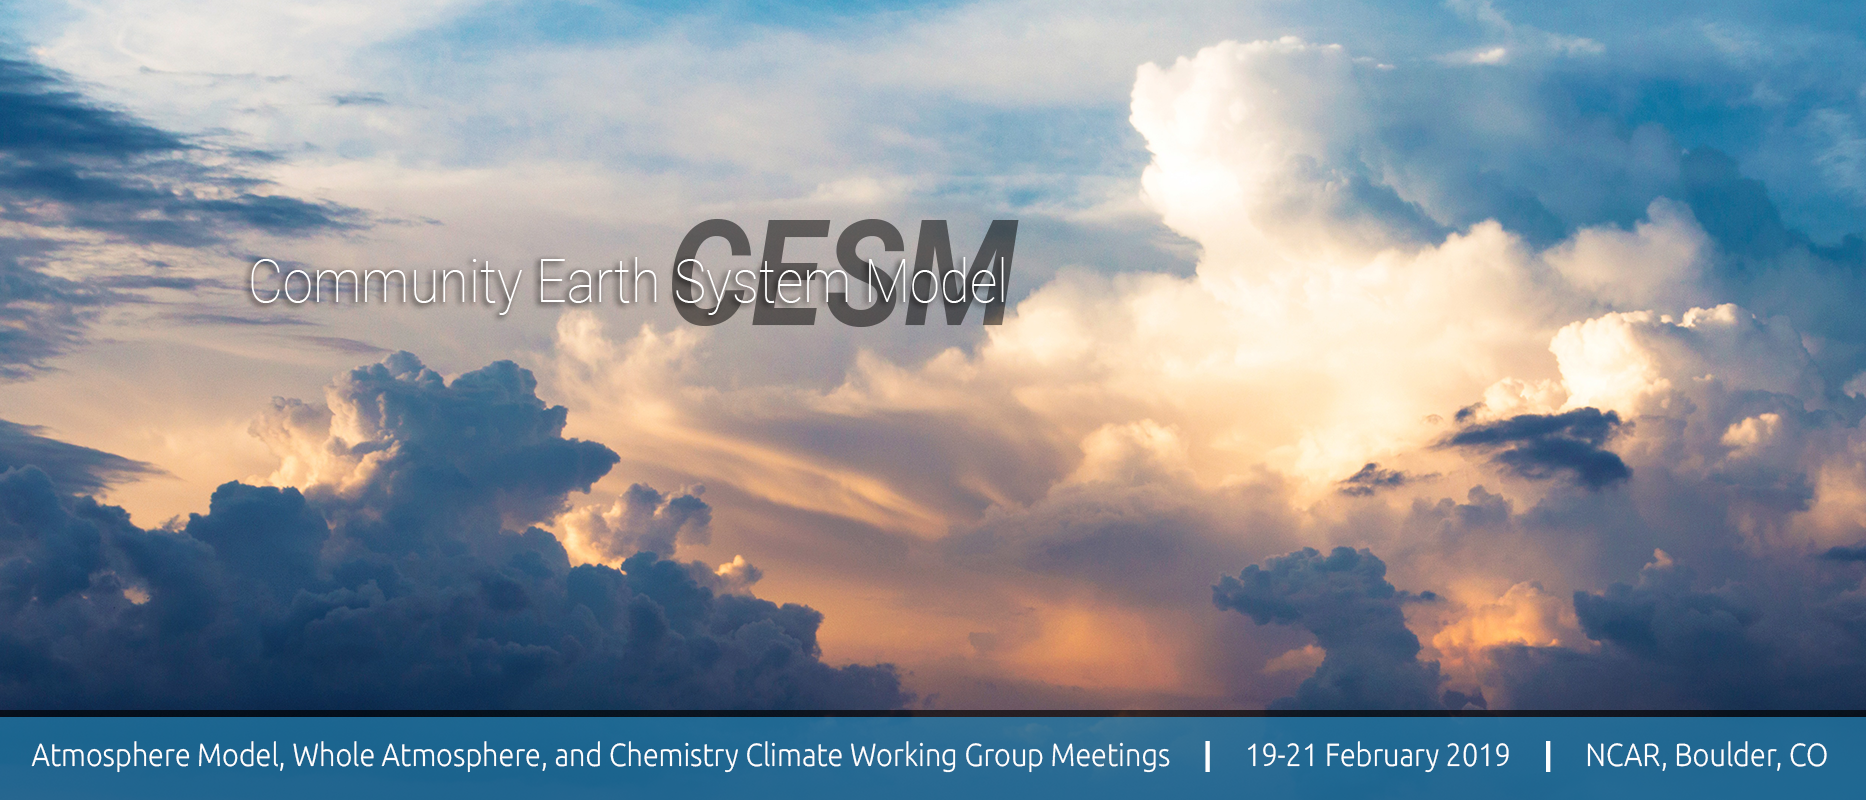 CESM
Community Earth System Model
Atmosphere Model, Whole Atmosphere, and Chemistry Climate Working Group Meetings | 19-21 February 2019 | NCAR, Boulder, CO